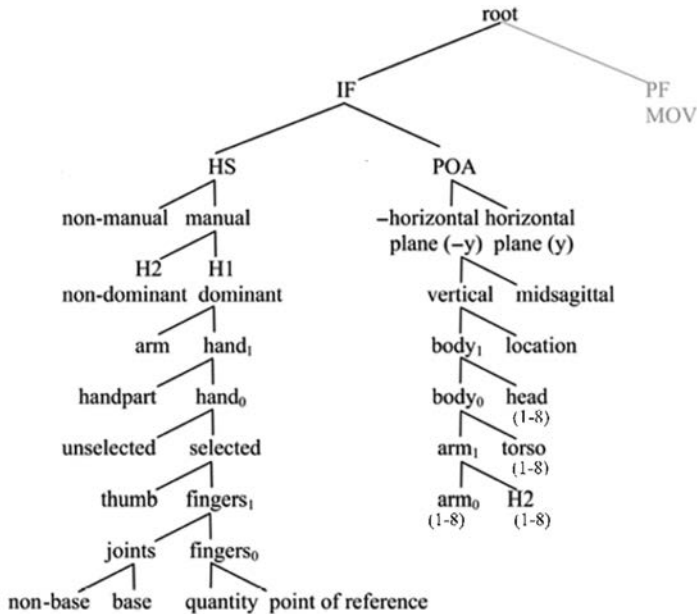 root
IF PF
MOV
HS POA
non-manual manual –horizontal horizontal
plane (–y) plane (y)
H2 H1
non-dominant dominant vertical midsagittal
arm hand₁ body₁ location
handpart hand₀ body₀ head
(1-8)
unselected selected arm₁ torso
(1-8)
thumb fingers₁ arm₀ H2
(1-8) (1-8)
joints fingers₀
non-base base quantity point of reference